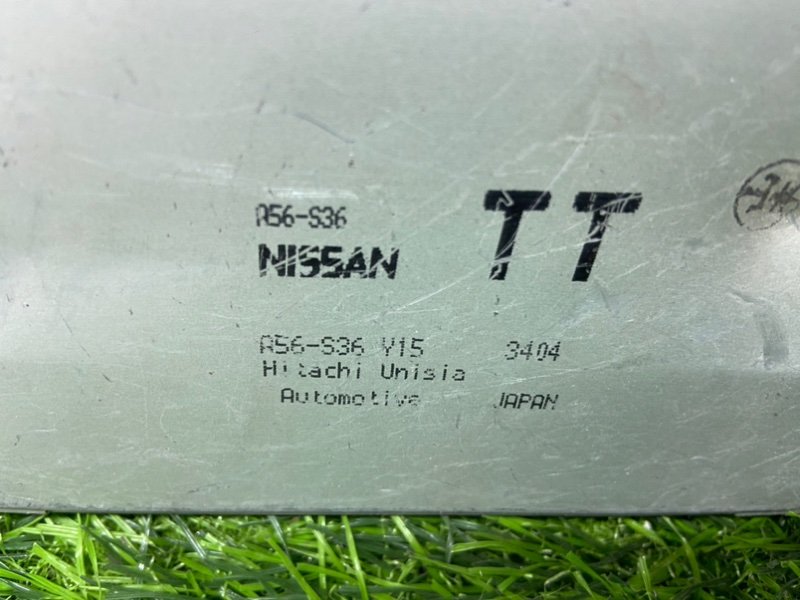 A56-S36
NISSAN TT
A56-S36 Y15 3404
Hitachi Unisia
Automotive JAPAN